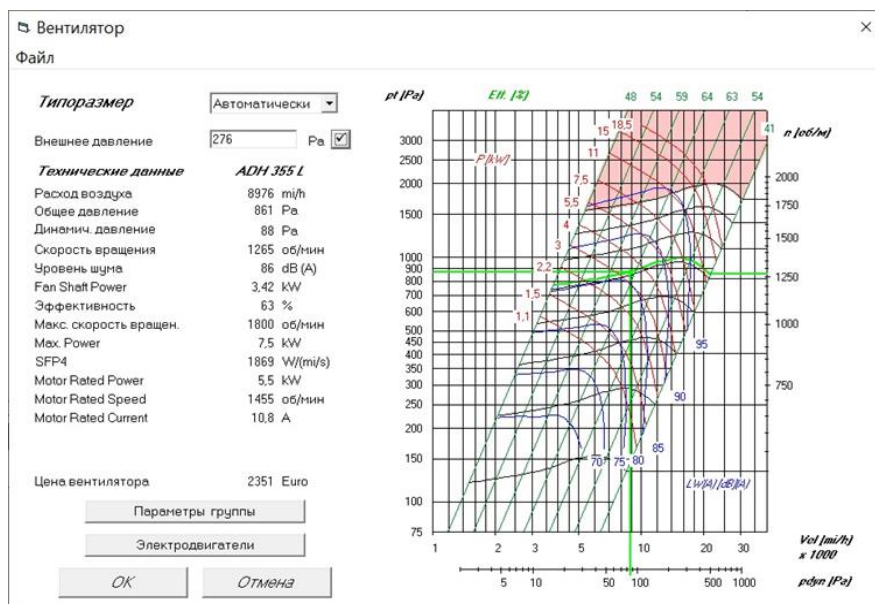 Вентилятор
Файл
Типоразмер Автоматически
Внешнее давление 276 Pa
Технические данные ADH 355 L
Расход воздуха 8976 mi/h
Общее давление 861 Pa
Динамич. давление 88 Pa
Скорость вращения 1265 об/мин
Уровень шума 86 dB (A)
Fan Shaft Power 3,42 kW
Эффективность 63 %
Макс. скорость вращен. 1800 об/мин
Max. Power 7,5 kW
SFP4 1869 W/(mi/s)
Motor Rated Power 5,5 kW
Motor Rated Speed 1455 об/мин
Motor Rated Current 10,8 A
Цена вентилятора 2351 Euro
Параметры группы
Электродвигатели
OK Отмена
pt [Pa] Eff. [%] 48 54 59 64 63 54
41 n [об/м]
3000
2500
2000
1500
1000
900
800
700
600
500
450
400
350
300
250
200
150
100
75
P [kW]
18,5
15
11
7,5
5,5
4
3
2,2
1,5
1,1
2000
1750
1500
1250
1000
750
95
90
85
70 75 80
Lw(A) [dB(A)]
1 2 3 5 10 20 30 Vol [mi/h]
x 1000
5 10 50 100 500 1000 pdyn [Pa]